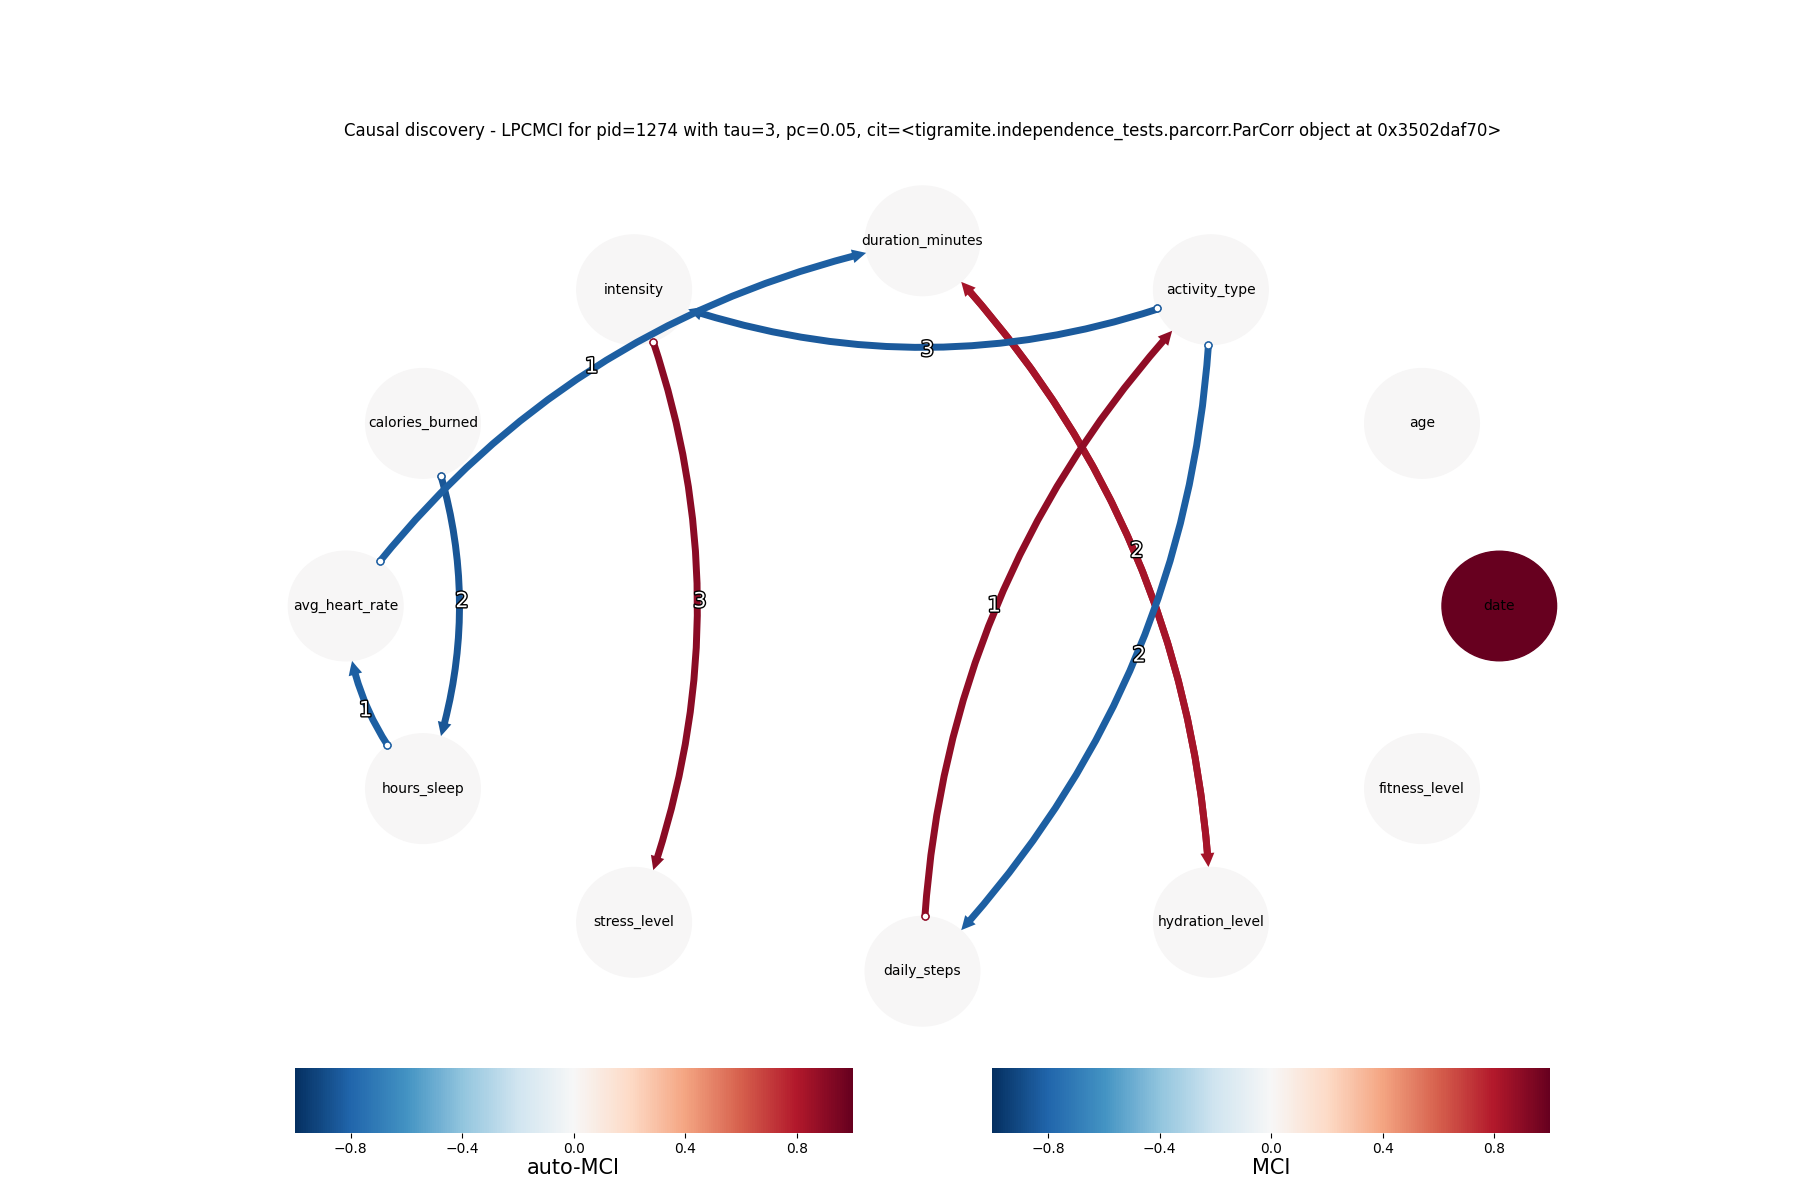 Causal discovery - LPCMCI for pid=1274 with tau=3, pc=0.05, cit=<tigramite.independence_tests.parcorr.ParCorr object at 0x3502daf70>
duration_minutes
intensity
activity_type
3
1
calories_burned
age
2
avg_heart_rate
2
3
1
date
2
1
hours_sleep
fitness_level
stress_level
hydration_level
daily_steps
−0.8 −0.4 0.0 0.4 0.8
auto-MCI
−0.8 −0.4 0.0 0.4 0.8
MCI